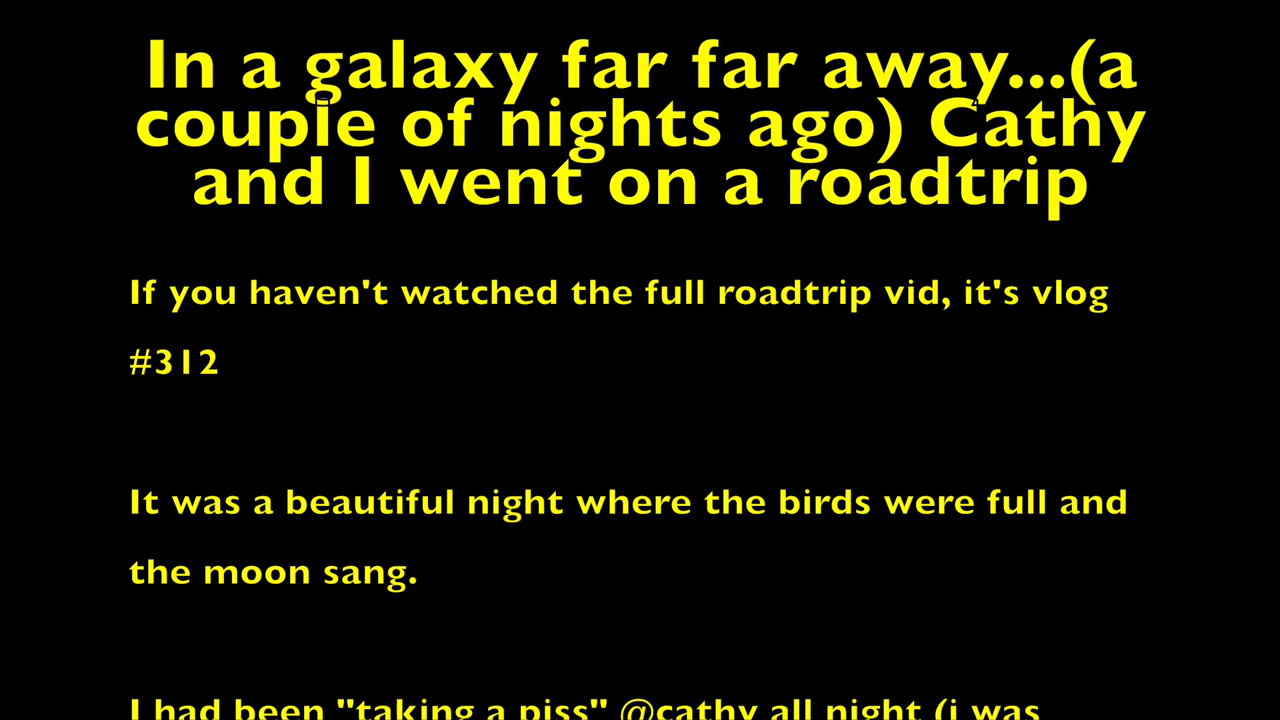 In a galaxy far far away...(a
couple of nights ago) Cathy
and I went on a roadtrip
If you haven't watched the full roadtrip vid, it's vlog
#312
It was a beautiful night where the birds were full and
the moon sang.
I had been "taking a piss" @cathy all night (i was